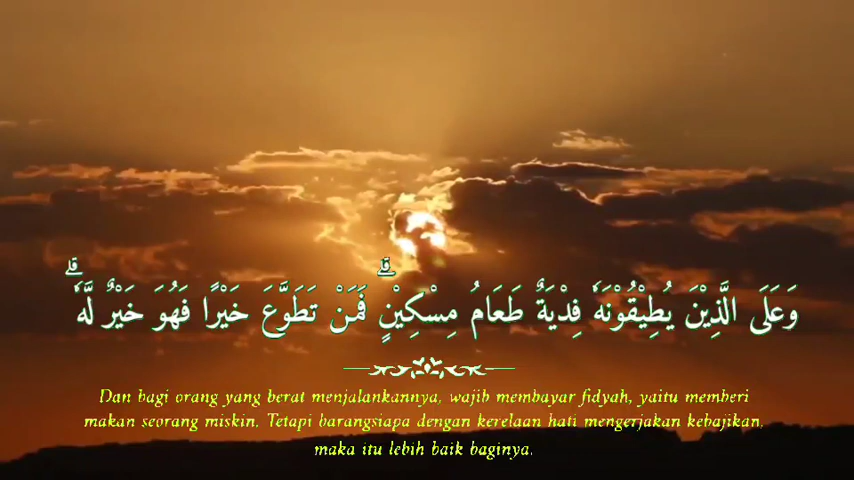 وَعَلَى الَّذِيْنَ يُطِيْقُوْنَهٗ فِدْيَةٌ طَعَامُ مِسْكِيْنٍۗ فَمَنْ تَطَوَّعَ خَيْرًا فَهُوَ خَيْرٌ لَّهٗۗ
Dan bagi orang yang berat menjalankannya, wajib membayar fidyah, yaitu memberi
makan seorang miskin. Tetapi barangsiapa dengan kerelaan hati mengerjakan kebajikan,
maka itu lebih baik baginya.